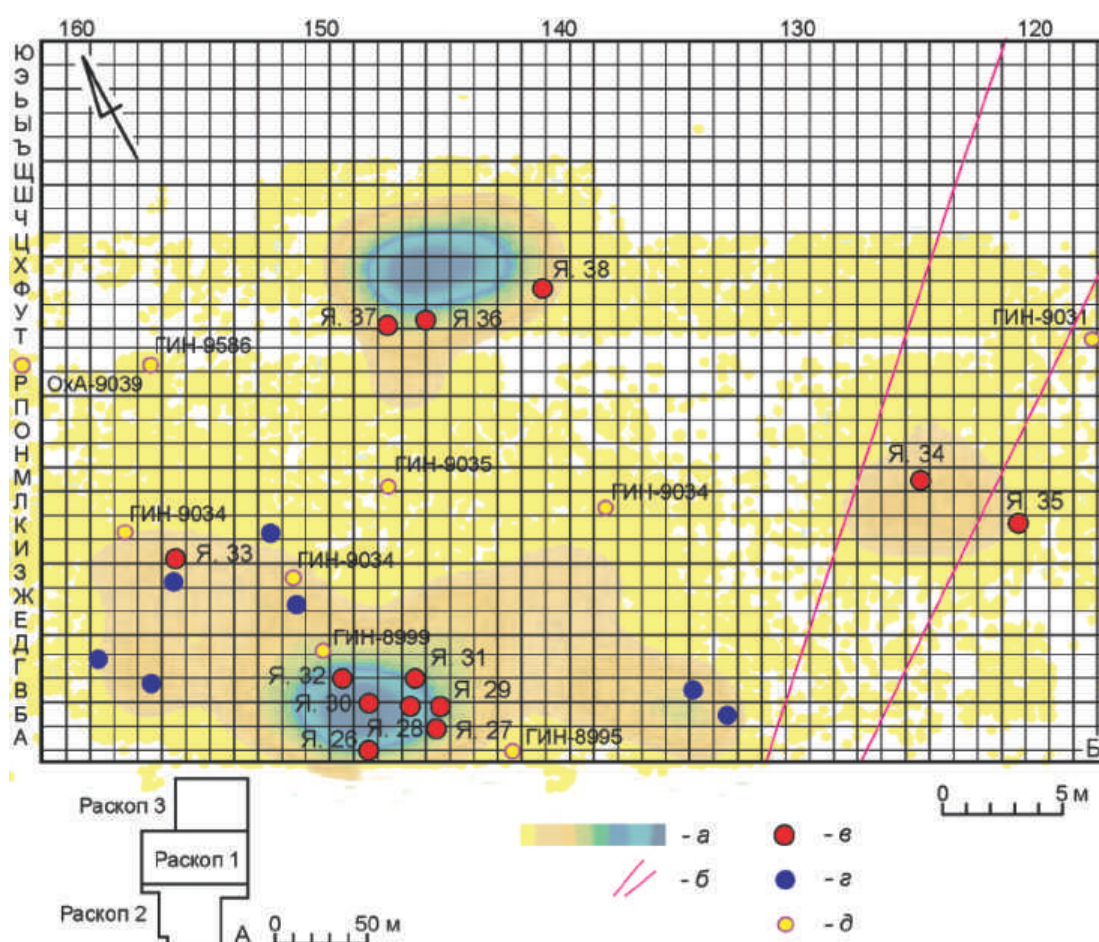 160 150 140 130 120
Ю
Э
Ь
Ы
Ъ
Щ
Ш
Ч
Ц
Х
Ф
У
Т
Р
П
О
Н
М
Л
К
И
З
Ж
Е
Д
Г
В
Б
А
Я. 38
Я. 37
Я 36
ГИН-9031
ГИН-9586
ОхА-9039
Я. 34
ГИН-9035
ГИН-9034
Я. 35
ГИН-9034
Я. 33
ГИН-9034
ГИН-8999
Я. 31
Я. 32
Я. 29
Я. 30
Я. 28
Я. 27
Я. 26
ГИН-8995
Б
0 5 м
Раскоп 3
Раскоп 1
Раскоп 2
А
0 50 м
- а
- б
- в
- г
- д